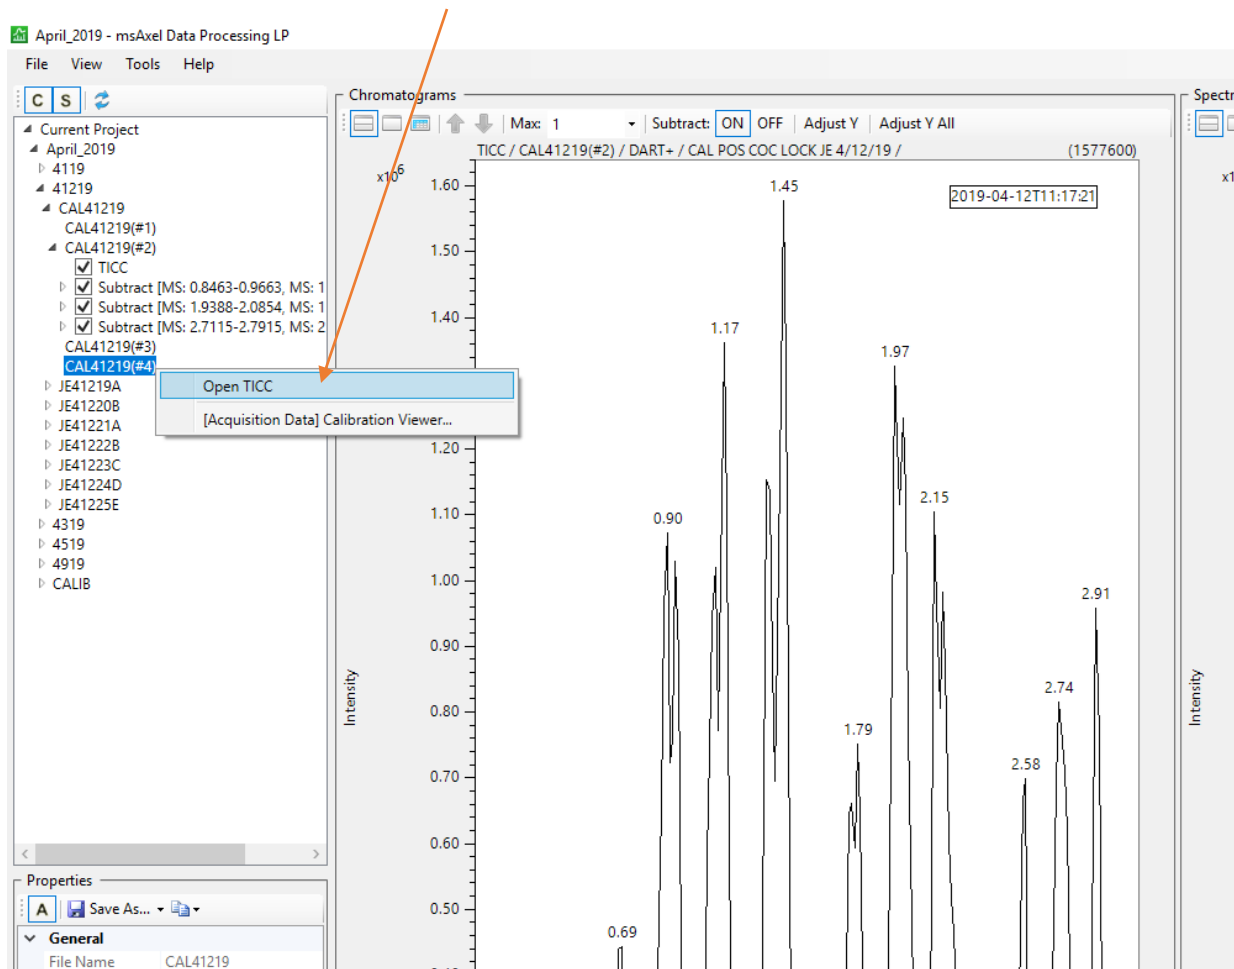 April_2019 - msAxel Data Processing LP
File View Tools Help
C S
Current Project
April_2019
4119
41219
CAL41219
CAL41219(#1)
CAL41219(#2)
TICC
Subtract [MS: 0.8463-0.9663, MS: 1
Subtract [MS: 1.9388-2.0854, MS: 1
Subtract [MS: 2.7115-2.7915, MS: 2
CAL41219(#3)
CAL41219(#4)
JE41219A
JE41220B
JE41221A
JE41222B
JE41223C
JE41224D
JE41225E
4319
4519
4919
CALIB
Open TICC
[Acquisition Data] Calibration Viewer...
Properties
A Save As...
General
File Name CAL41219
Chromatograms
Max: 1 Subtract: ON OFF Adjust Y Adjust Y All
TICC / CAL41219(#2) / DART+ / CAL POS COC LOCK JE 4/12/19 / (1577600)
x10^6
2019-04-12T11:17:21
1.60
1.50
1.40
1.20
1.10
1.00
0.90
0.80
0.70
0.60
0.50
Intensity
1.45
1.17
1.97
2.15
0.90
2.91
2.74
1.79
2.58
0.69
Spectr
x1
Intensity